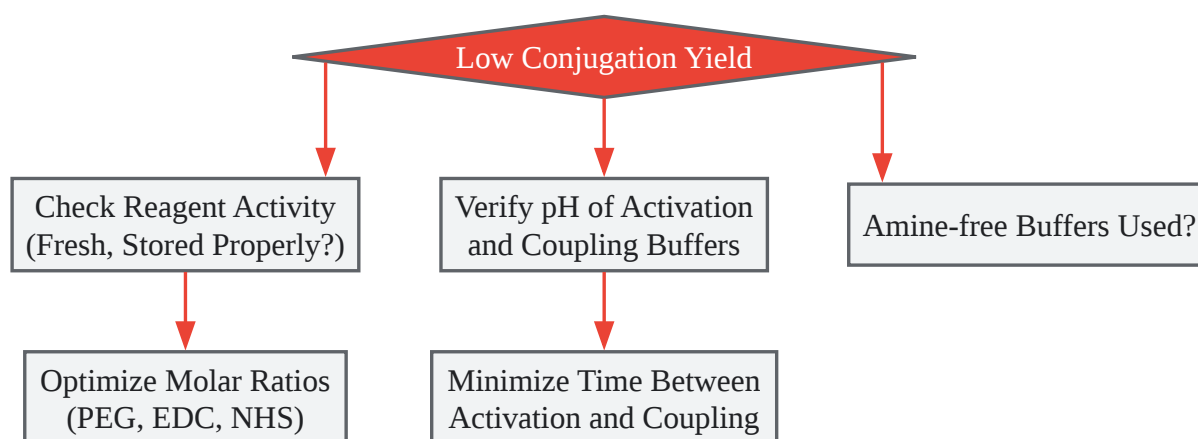 Low Conjugation Yield
Check Reagent Activity
(Fresh, Stored Properly?)
Verify pH of Activation
and Coupling Buffers
Amine-free Buffers Used?
Optimize Molar Ratios
(PEG, EDC, NHS)
Minimize Time Between
Activation and Coupling